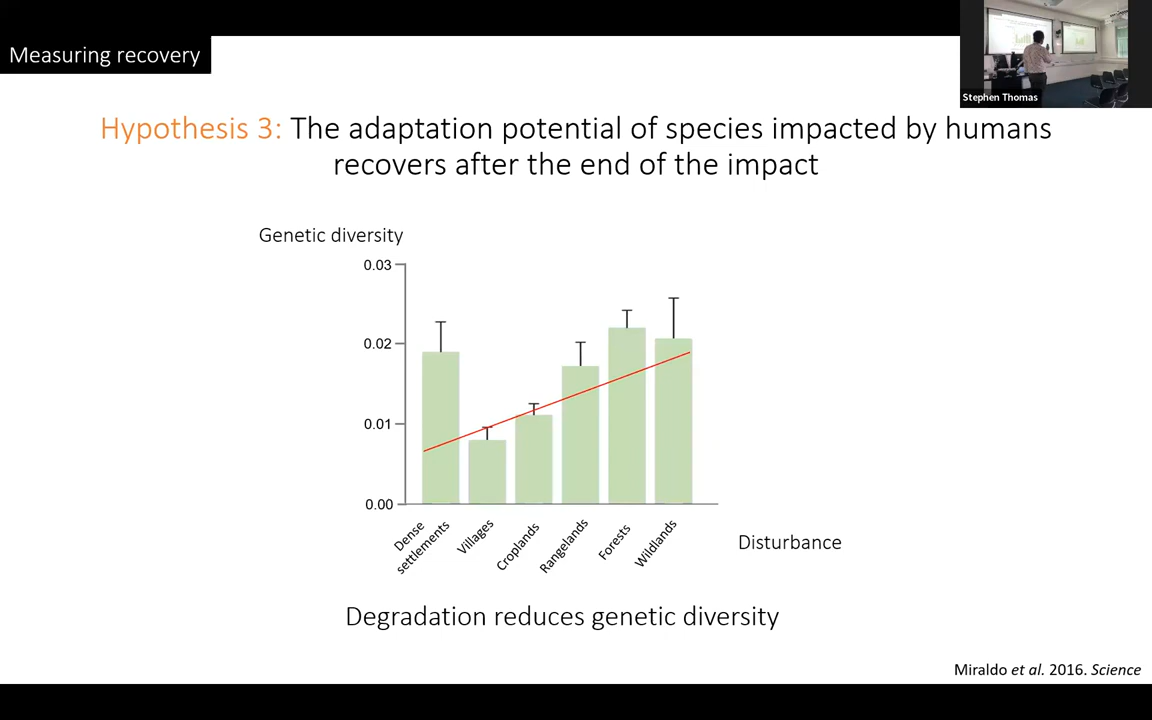 Measuring recovery
Stephen Thomas
Hypothesis 3: The adaptation potential of species impacted by humans
recovers after the end of the impact
Genetic diversity
0.03
0.02
0.01
0.00
Dense
settlements
Villages
Croplands
Rangelands
Forests
Wildlands
Disturbance
Degradation reduces genetic diversity
Miraldo et al. 2016. Science